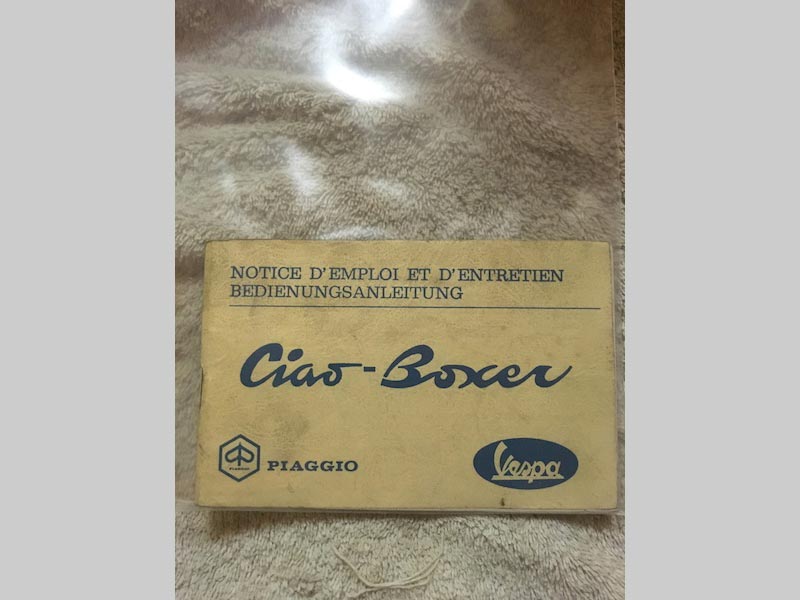 NOTICE D'EMPLOI ET D'ENTRETIEN
BEDIENUNGSANLEITUNG
Ciao-Boxer
PIAGGIO
Vespa